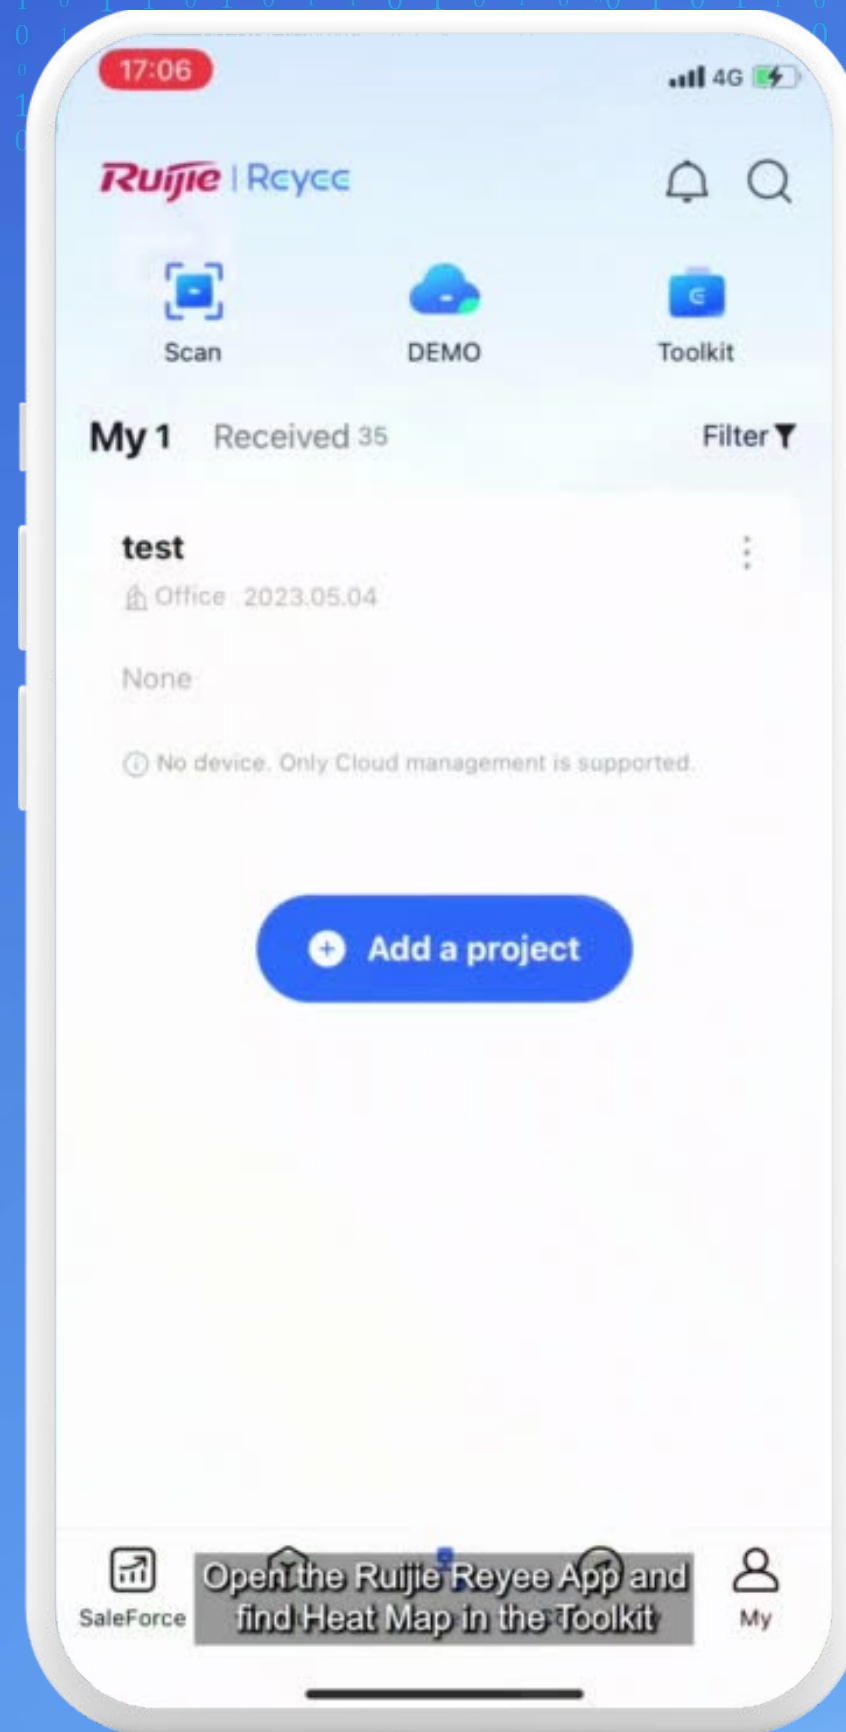 17:06
4G
Ruijie | Reyee
Scan
DEMO
Toolkit
My 1
Received 35
Filter
test
Office 2023.05.04
None
No device. Only Cloud management is supported.
Add a project
SaleForce
My
Open the Ruijie Reyee App and
find Heat Map in the Toolkit